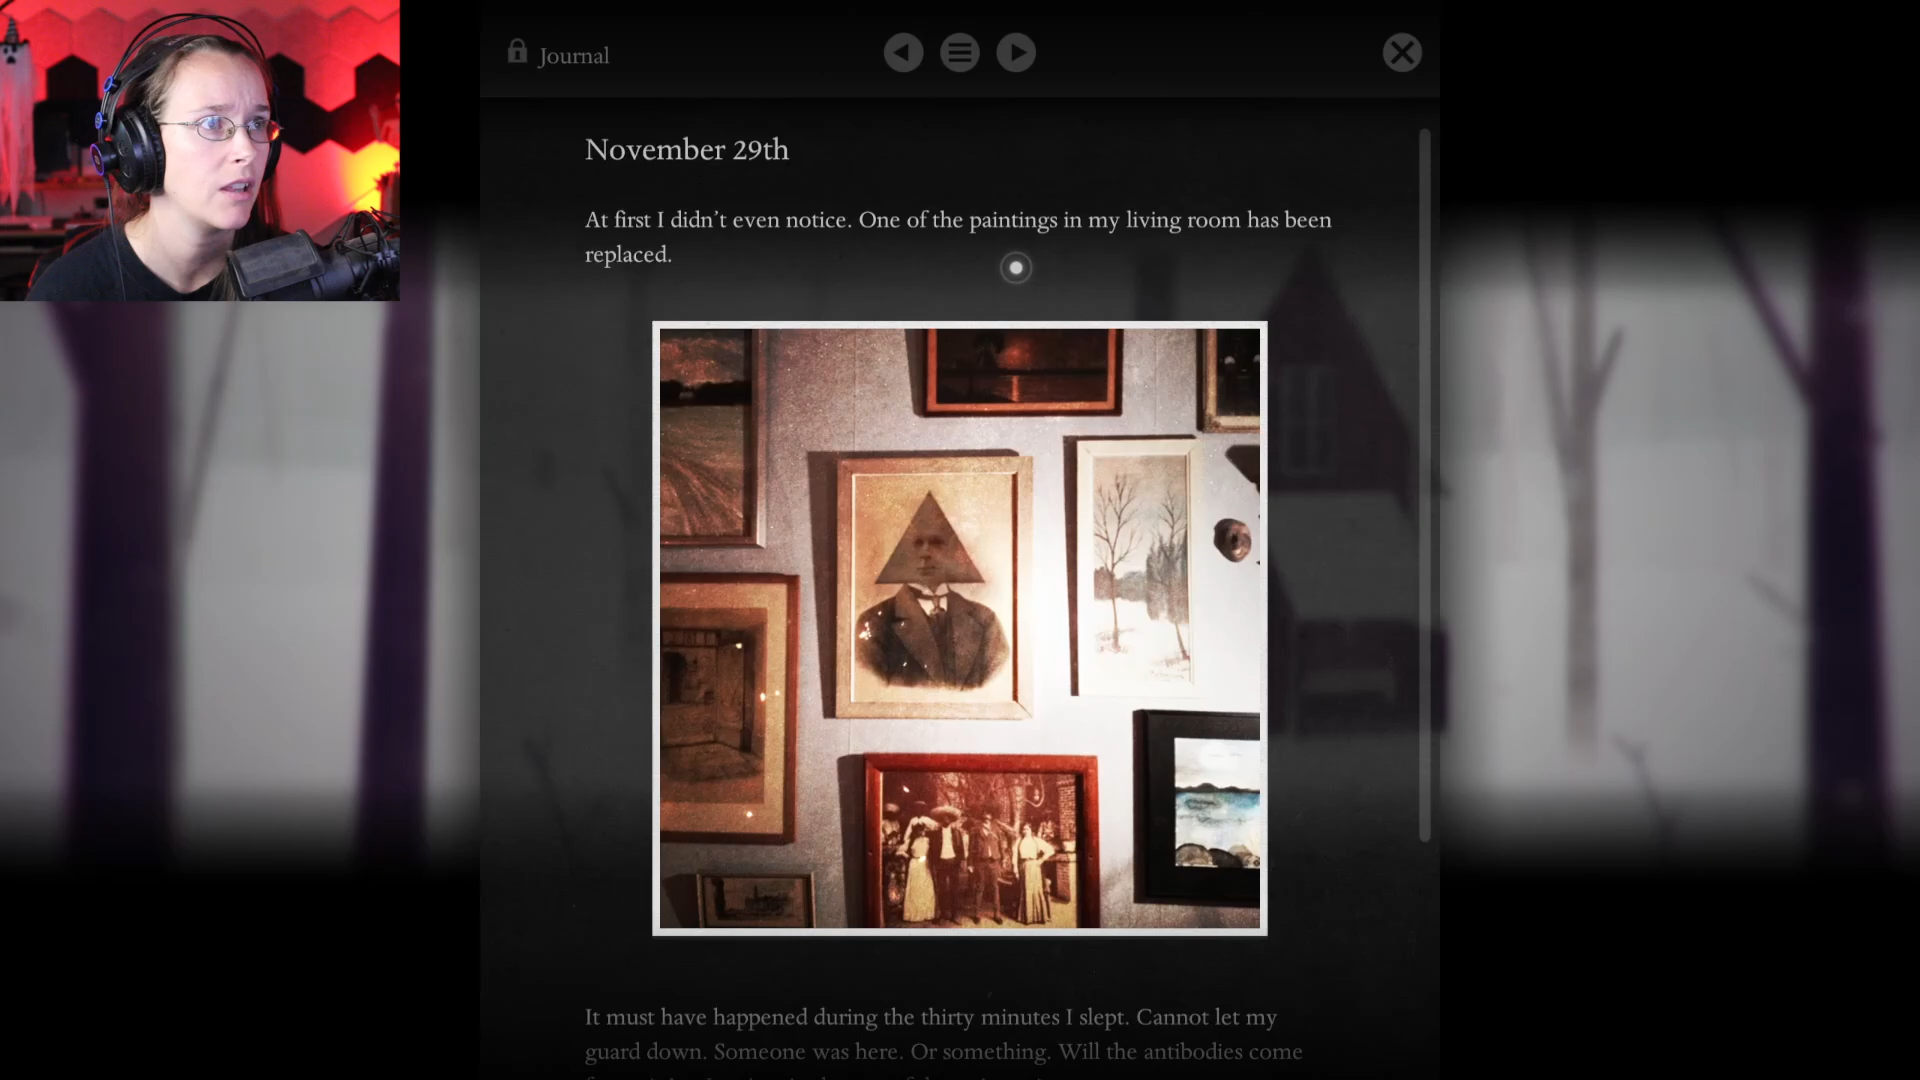 Journal
November 29th
At first I didn’t even notice. One of the paintings in my living room has been
replaced.
It must have happened during the thirty minutes I slept. Cannot let my
guard down. Someone was here. Or something. Will the antibodies come